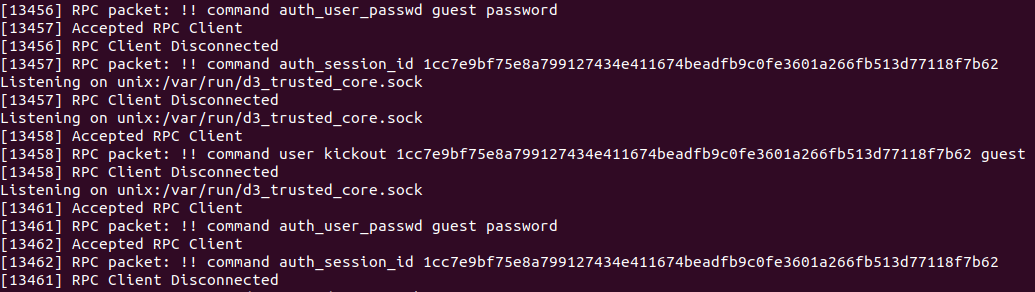 [13456] RPC packet: !! command auth_user_passwd guest password
[13457] Accepted RPC Client
[13456] RPC Client Disconnected
[13457] RPC packet: !! command auth_session_id 1cc7e9bf75e8a799127434e411674beadfb9c0fe3601a266fb513d77118f7b62
Listening on unix:/var/run/d3_trusted_core.sock
[13457] RPC Client Disconnected
Listening on unix:/var/run/d3_trusted_core.sock
[13458] Accepted RPC Client
[13458] RPC packet: !! command user kickout 1cc7e9bf75e8a799127434e411674beadfb9c0fe3601a266fb513d77118f7b62 guest
[13458] RPC Client Disconnected
Listening on unix:/var/run/d3_trusted_core.sock
[13461] Accepted RPC Client
[13461] RPC packet: !! command auth_user_passwd guest password
[13462] Accepted RPC Client
[13462] RPC packet: !! command auth_session_id 1cc7e9bf75e8a799127434e411674beadfb9c0fe3601a266fb513d77118f7b62
[13461] RPC Client Disconnected